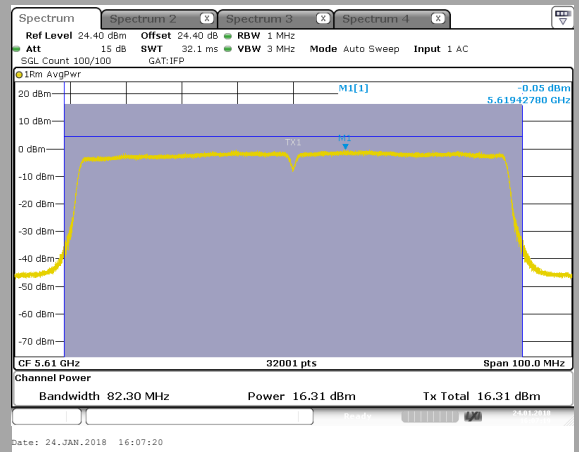 Spectrum Spectrum 2 X Spectrum 3 X Spectrum 4 X
Ref Level 24.40 dBm Offset 24.40 dB RBW 1 MHz
Att 15 dB SWT 32.1 ms VBW 3 MHz Mode Auto Sweep Input 1 AC
SGL Count 100/100 GAT:IFP
1Rm AvgPwr
M1[1] -0.05 dBm
5.61942780 GHz
20 dBm
10 dBm
TX1 M1
0 dBm
-10 dBm
-20 dBm
-30 dBm
-40 dBm
-50 dBm
-60 dBm
-70 dBm
CF 5.61 GHz 32001 pts Span 100.0 MHz
Channel Power
Bandwidth 82.30 MHz Power 16.31 dBm Tx Total 16.31 dBm
Date: 24.JAN.2018 16:07:20